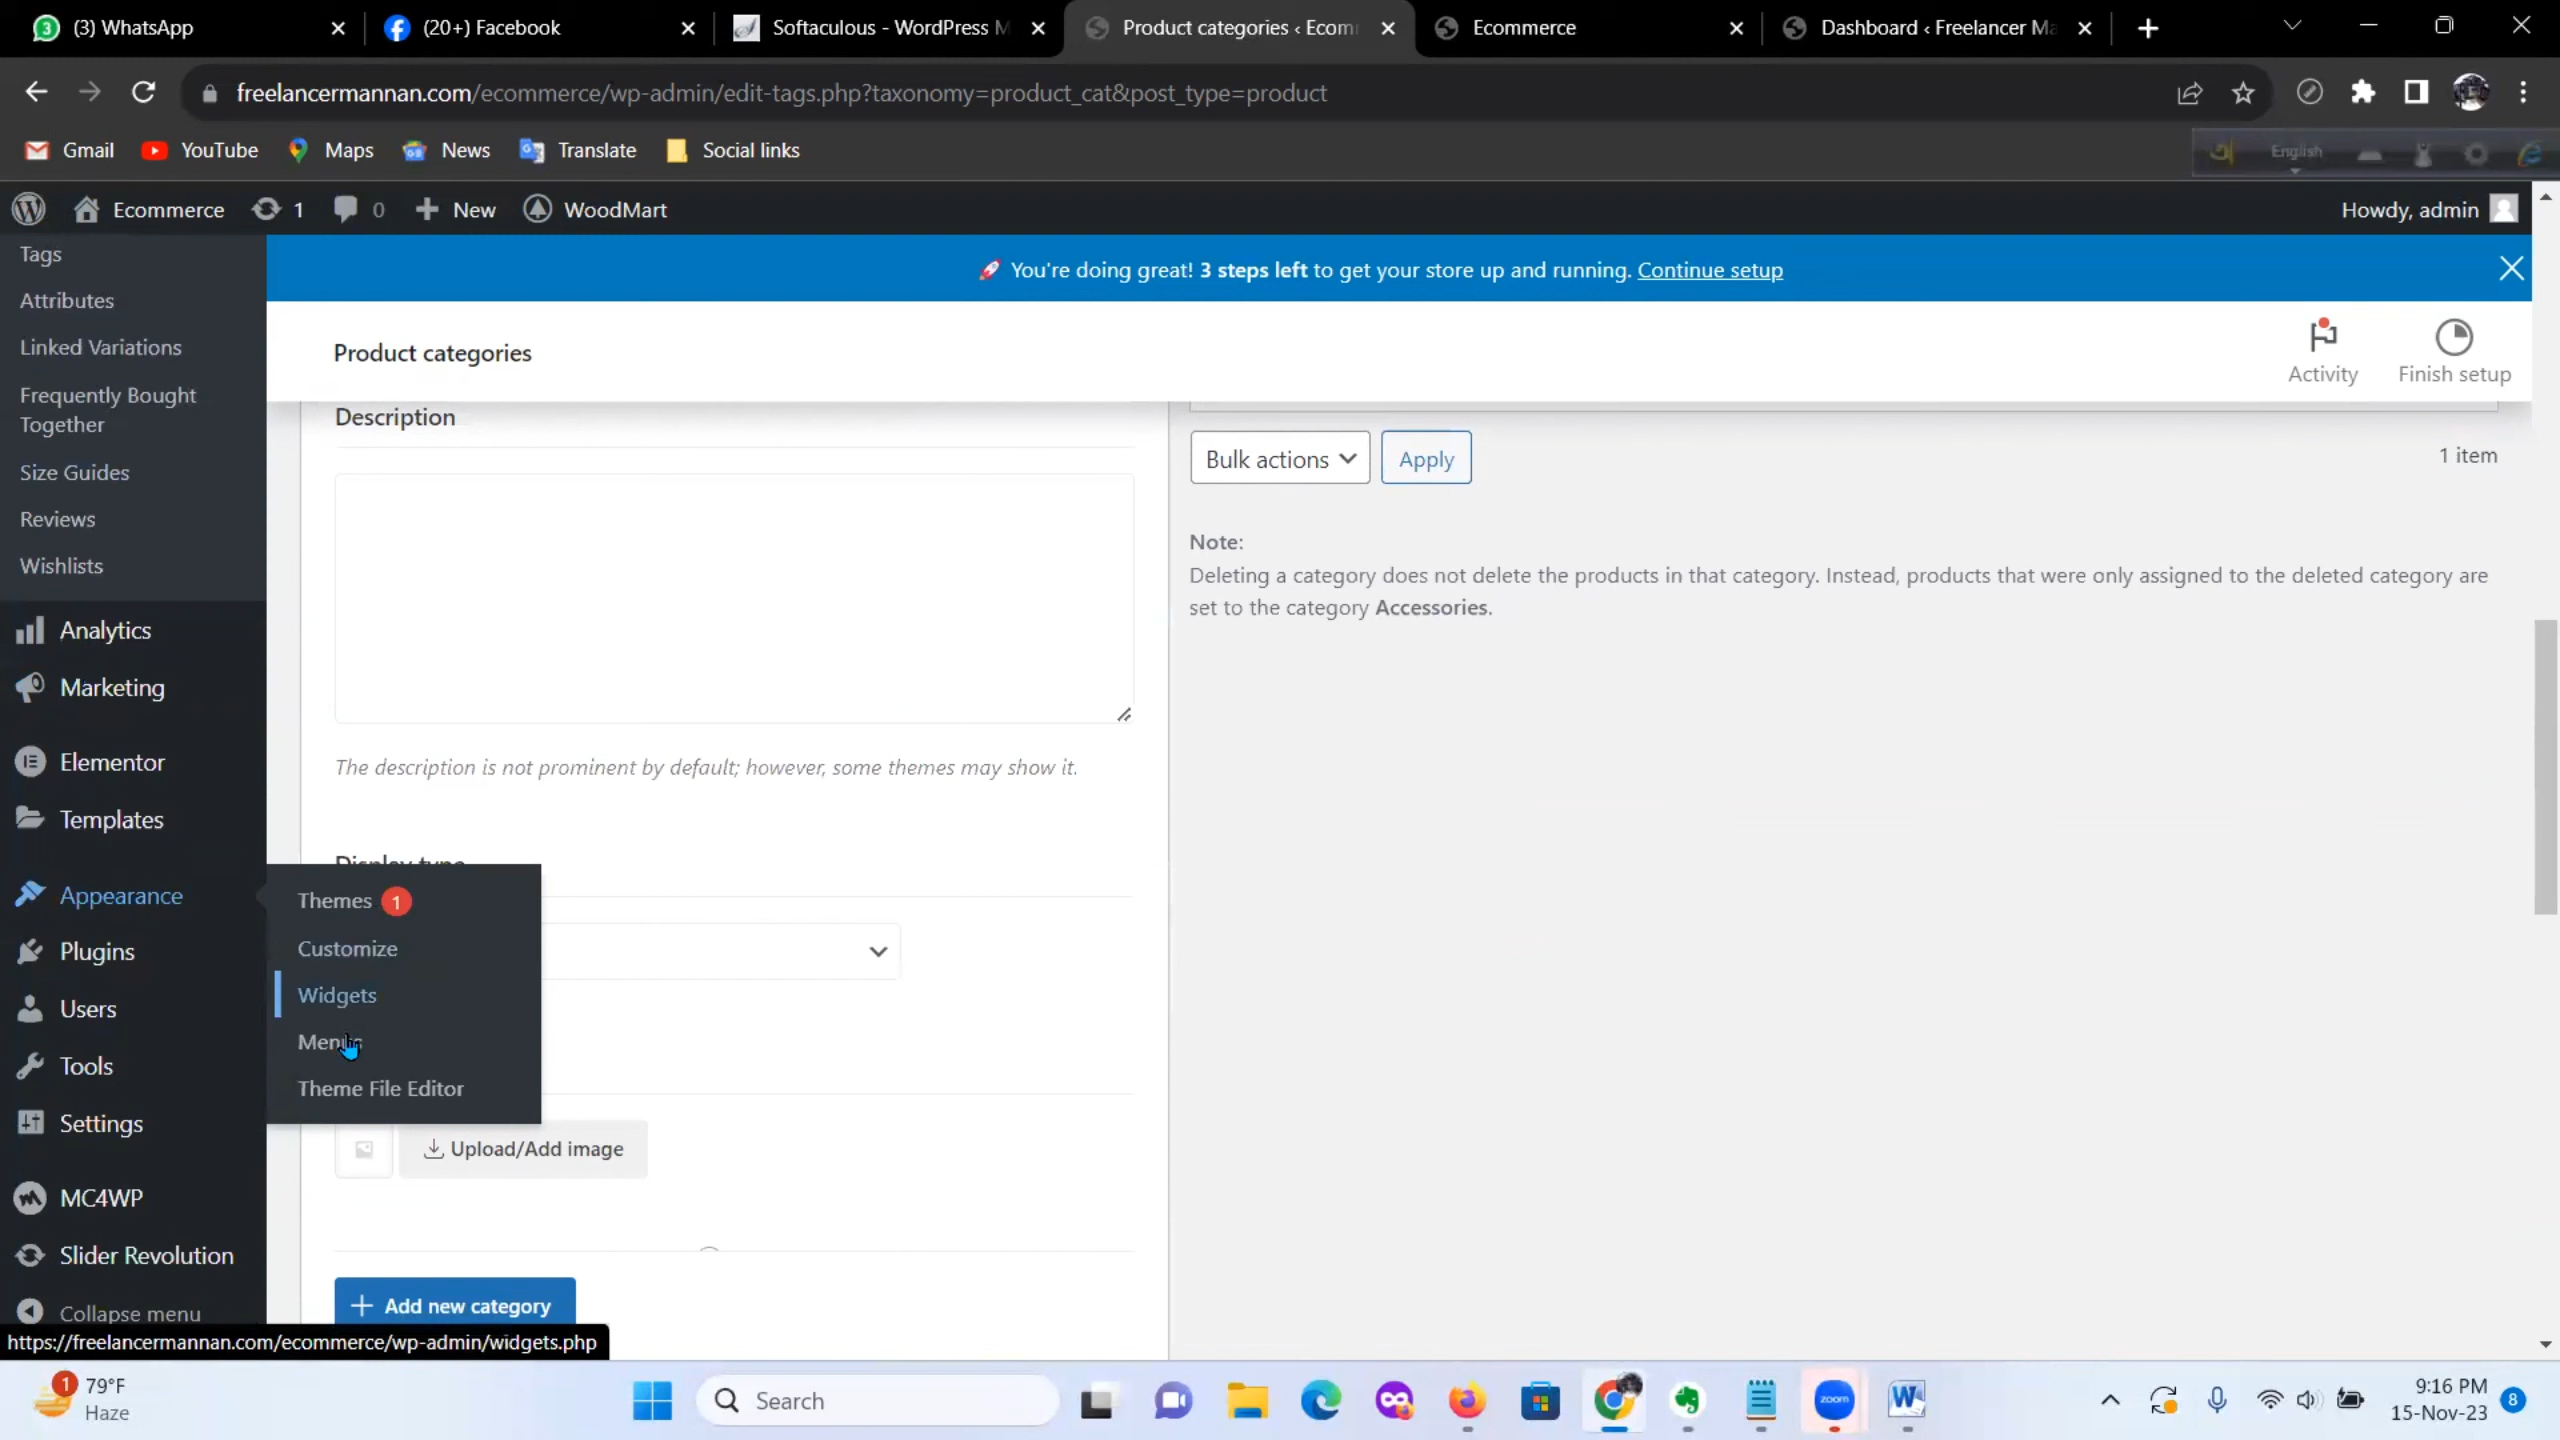 3 (3) WhatsApp
(20+) Facebook
Softaculous - WordPress M
Product categories ‹ Ecom
Ecommerce
Dashboard ‹ Freelancer Ma
freelancermannan.com/ecommerce/wp-admin/edit-tags.php?taxonomy=product_cat&post_type=product
Gmail YouTube Maps News Translate Social links
English
Ecommerce 1 0 New WoodMart
Howdy, admin
Tags
Attributes
Linked Variations
Frequently Bought
Together
Size Guides
Reviews
Wishlists
Analytics
Marketing
Elementor
Templates
Appearance
Plugins
Users
Tools
Settings
MC4WP
Slider Revolution
Collapse menu
Themes 1
Customize
Widgets
Menus
Theme File Editor
🚀 You're doing great! 3 steps left to get your store up and running. Continue setup
Product categories
Activity
Finish setup
Description
The description is not prominent by default; however, some themes may show it.
Display type
Upload/Add image
+ Add new category
Bulk actions Apply
1 item
Note:
Deleting a category does not delete the products in that category. Instead, products that were only assigned to the deleted category are
set to the category Accessories.
https://freelancermannan.com/ecommerce/wp-admin/widgets.php
1 79°F
Haze
Search
zoom
W
9:16 PM
15-Nov-23
8